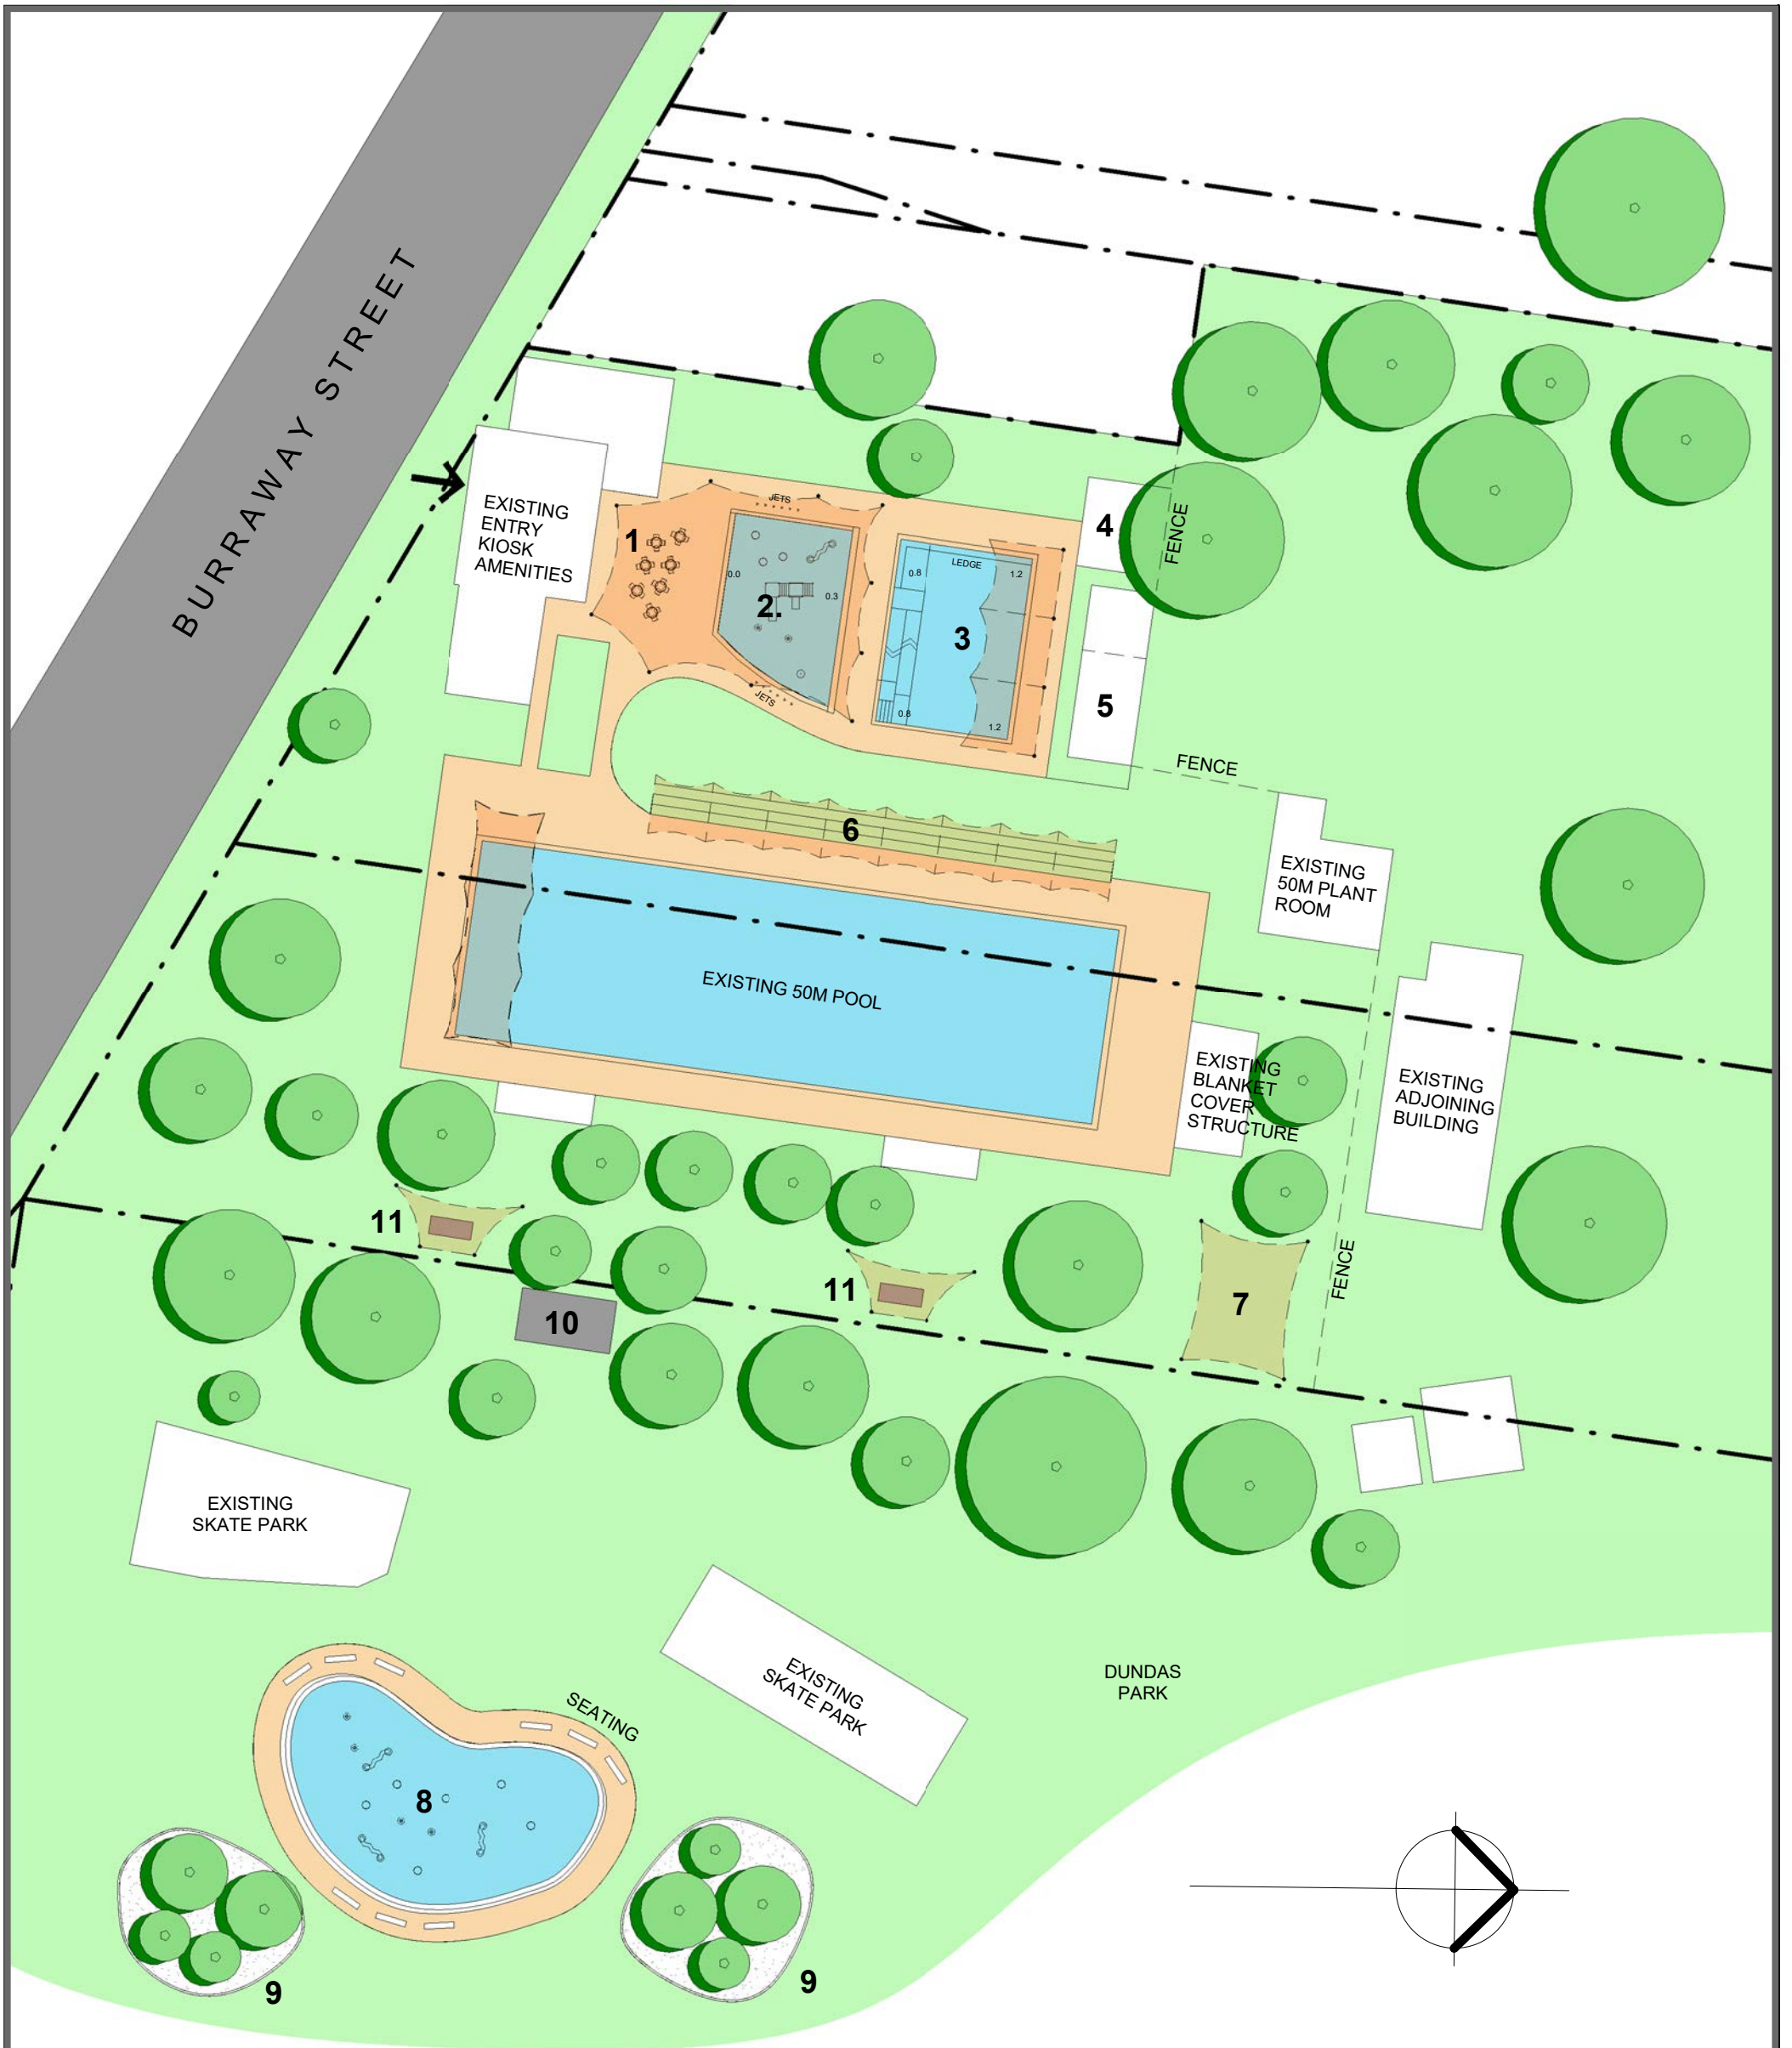 BURRAWAY STREET
JETS
EXISTING
ENTRY
KIOSK
AMENITIES
1
4
FENCE
LEDGE
0.8
1.2
0.0
2.
0.3
3
5
0.8
1.2
JETS
FENCE
6
EXISTING
50M PLANT
ROOM
EXISTING 50M POOL
EXISTING
BLANKET
COVER
STRUCTURE
EXISTING
ADJOINING
BUILDING
11
11
FENCE
7
10
EXISTING
SKATE PARK
EXISTING
SKATE PARK
DUNDAS
PARK
SEATING
8
9
9